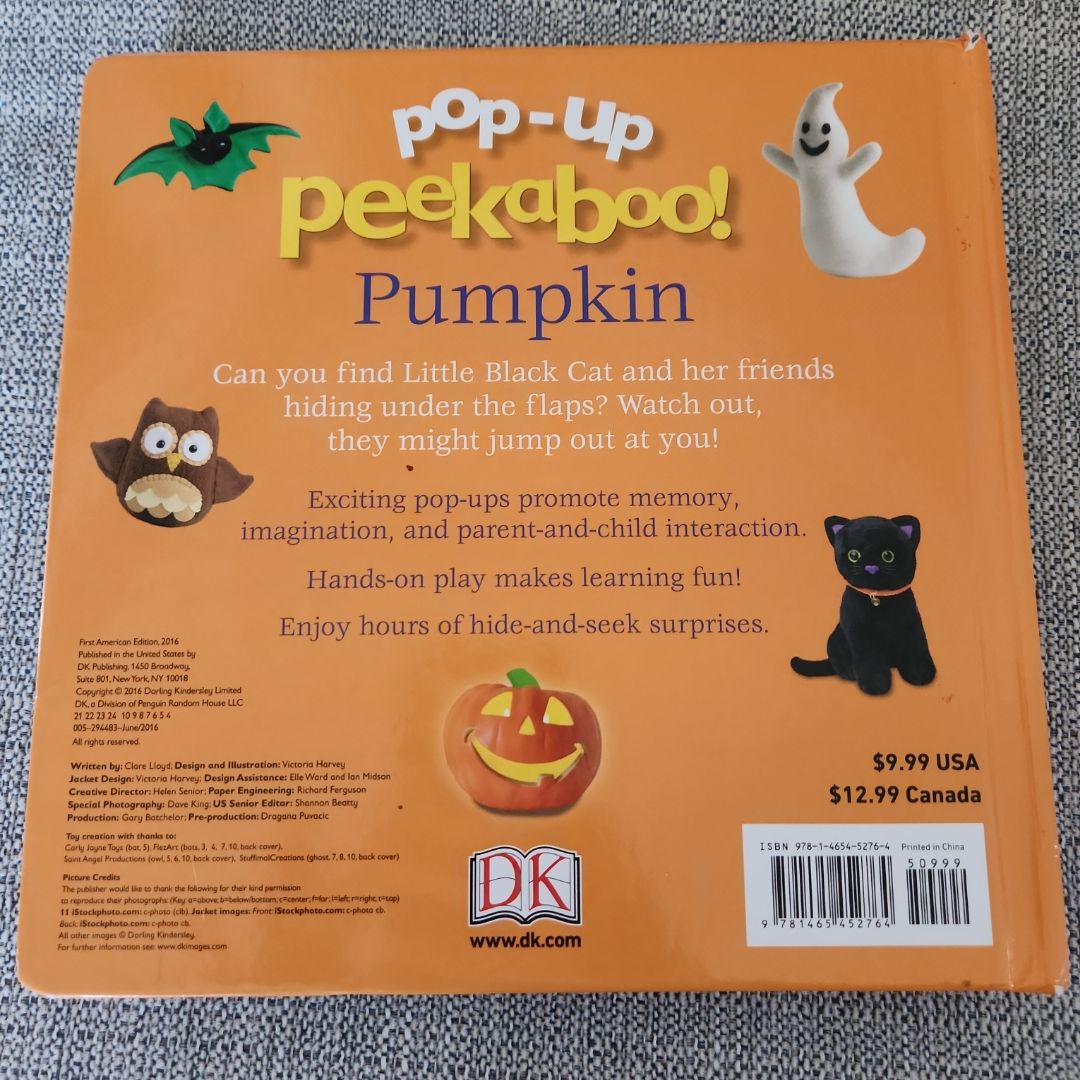 pop-up
peekaboo!
Pumpkin
Can you find Little Black Cat and her friends
hiding under the flaps? Watch out,
they might jump out at you!
Exciting pop-ups promote memory,
imagination, and parent-and-child interaction.
Hands-on play makes learning fun!
Enjoy hours of hide-and-seek surprises.
First American Edition, 2016
Published in the United States by
DK Publishing, 1450 Broadway,
Suite 801, New York, NY 10018
Copyright © 2016 Dorling Kindersley Limited
DK, a Division of Penguin Random House LLC
21 22 23 24 10 9 8 7 6 5 4
005–294483–June/2016
All rights reserved.
Written by: Clare Lloyd; Design and Illustration: Victoria Harvey
Jacket Design: Victoria Harvey; Design Assistance: Elle Ward and Ian Midson
Creative Director: Helen Senior; Paper Engineering: Richard Ferguson
Special Photography: Dave King; US Senior Editor: Shannon Beatty
Production: Gary Batchelor; Pre-production: Dragana Puvacic
Toy creation with thanks to:
Carly Jayne Toys (bat, 5), FlezArt (bats, 3, 4, 7, 10, back cover),
Saint Angel Productions (owl, 5, 6, 10, back cover), StuffimalCreations (ghost, 7, 8, 10, back cover)
Picture Credits
The publisher would like to thank the following for their kind permission
to reproduce their photographs: (Key: a=above; b=below/bottom; c=center; f=far; l=left; r=right; t=top)
11 iStockphoto.com: c-photo (cb). Jacket images: Front: iStockphoto.com: c-photo cb.
Back: iStockphoto.com: c-photo cb.
All other images © Dorling Kindersley
For further information see: www.dkimages.com
DK
www.dk.com
$9.99 USA
$12.99 Canada
ISBN 978-1-4654-5276-4 Printed in China
50999
9 781465 452764